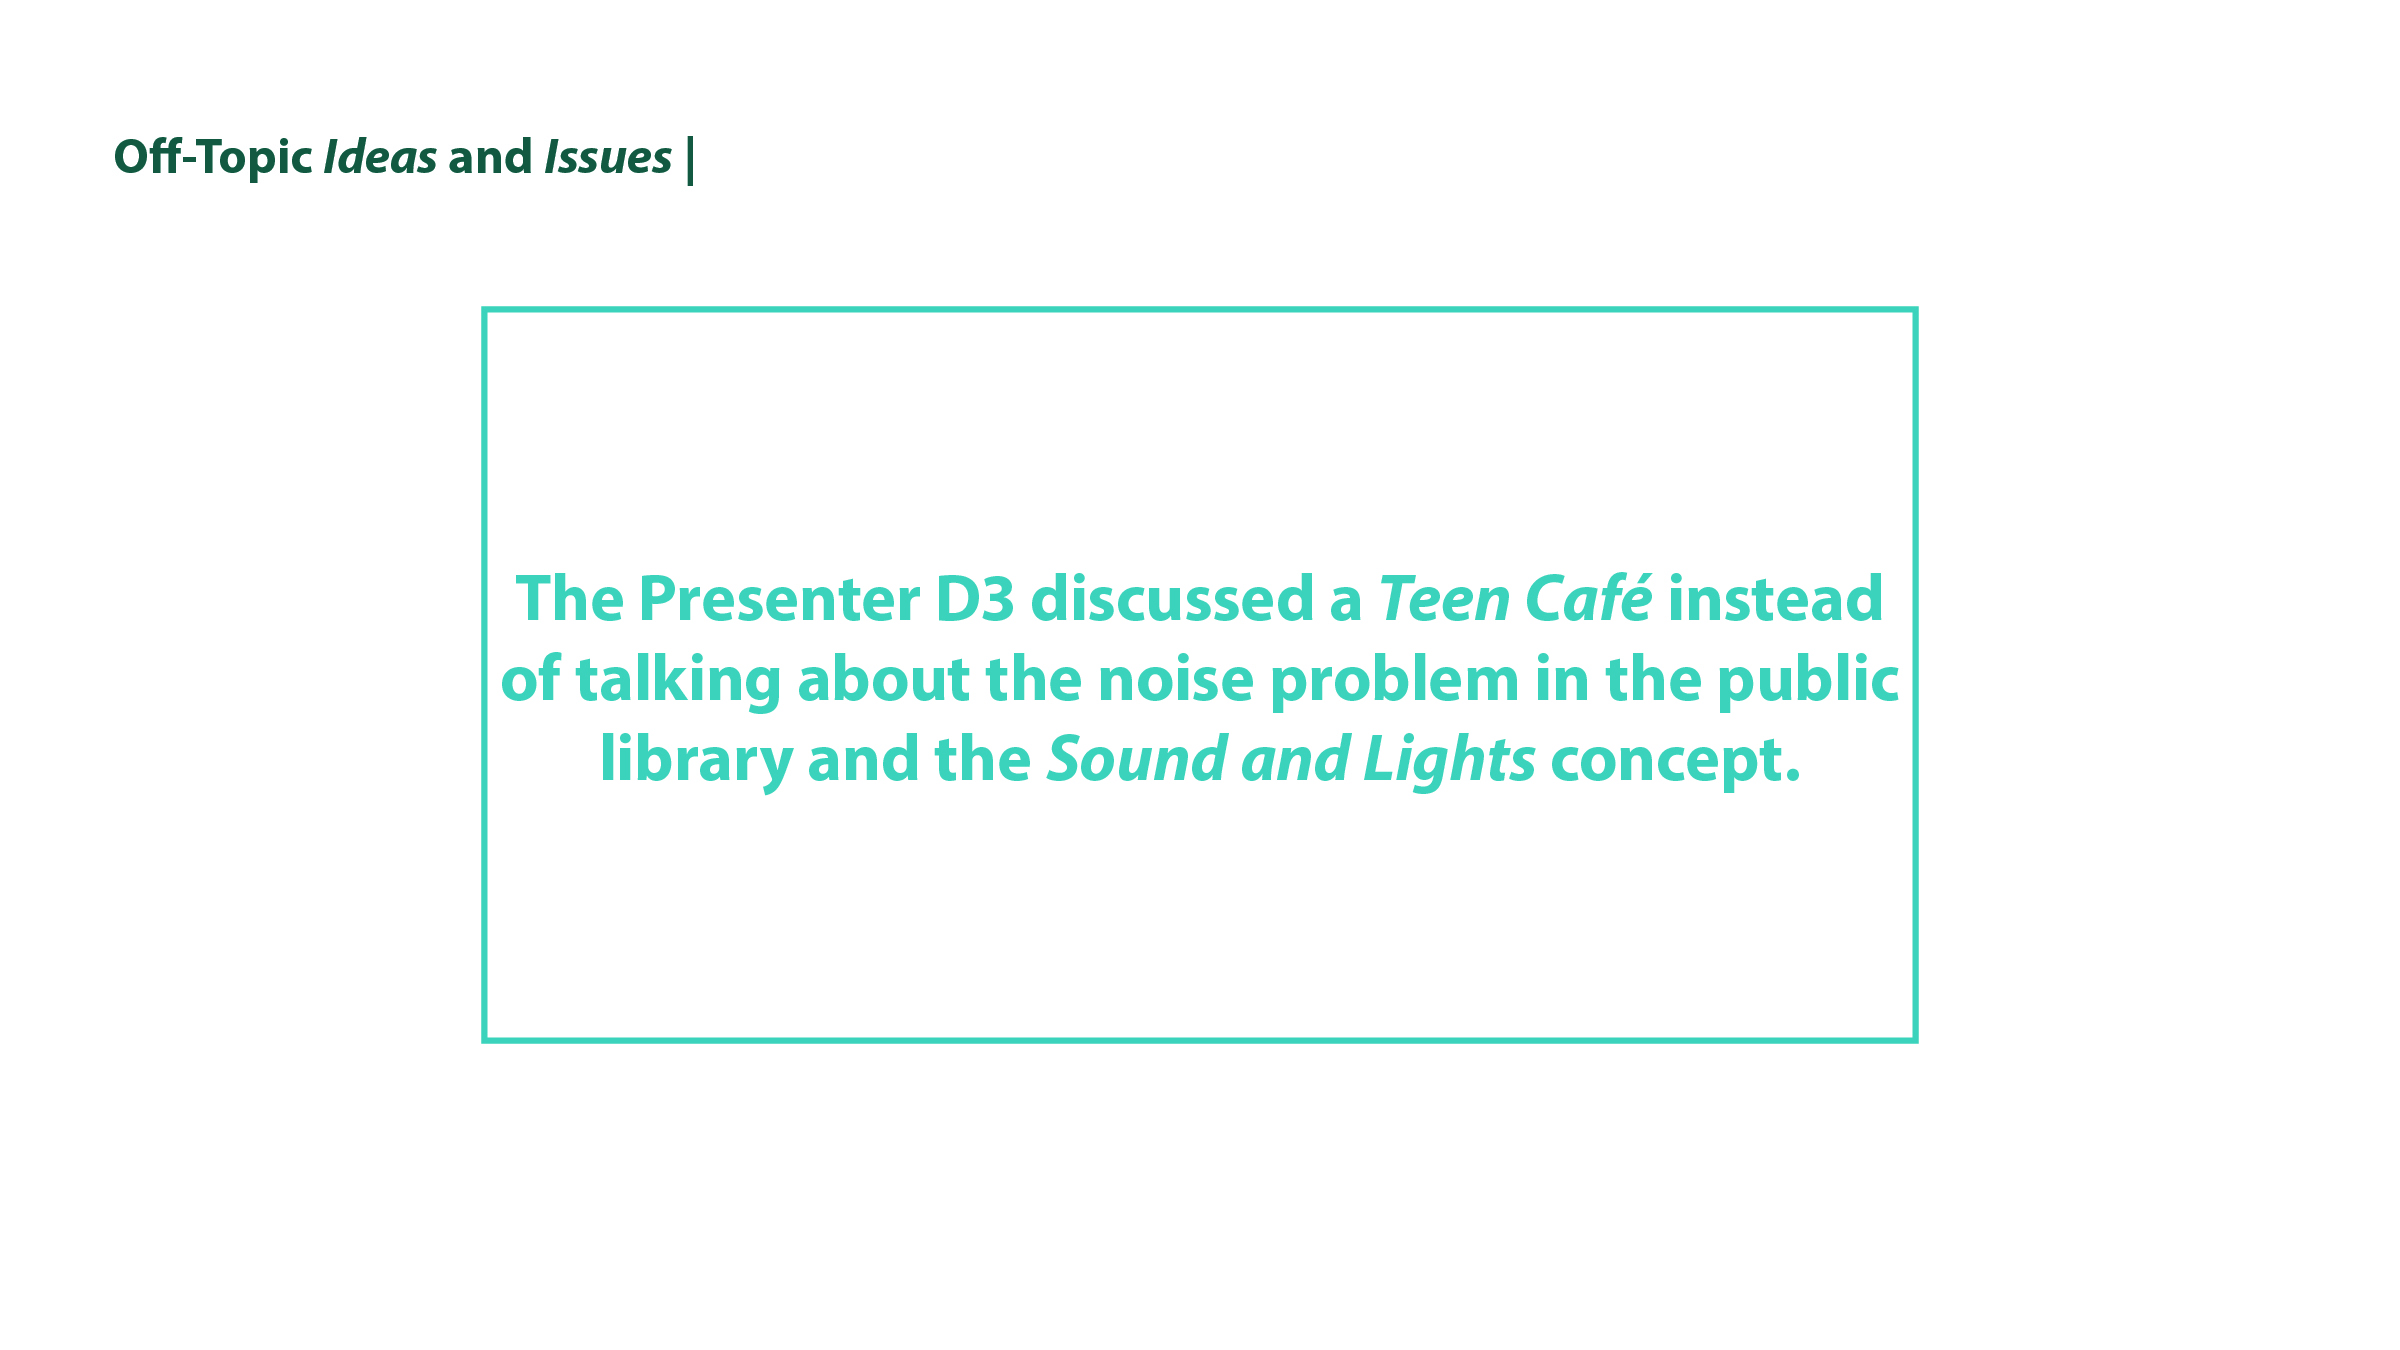 Off-Topic Ideas and Issues |
The Presenter D3 discussed a Teen Café instead
of talking about the noise problem in the public
library and the Sound and Lights concept.